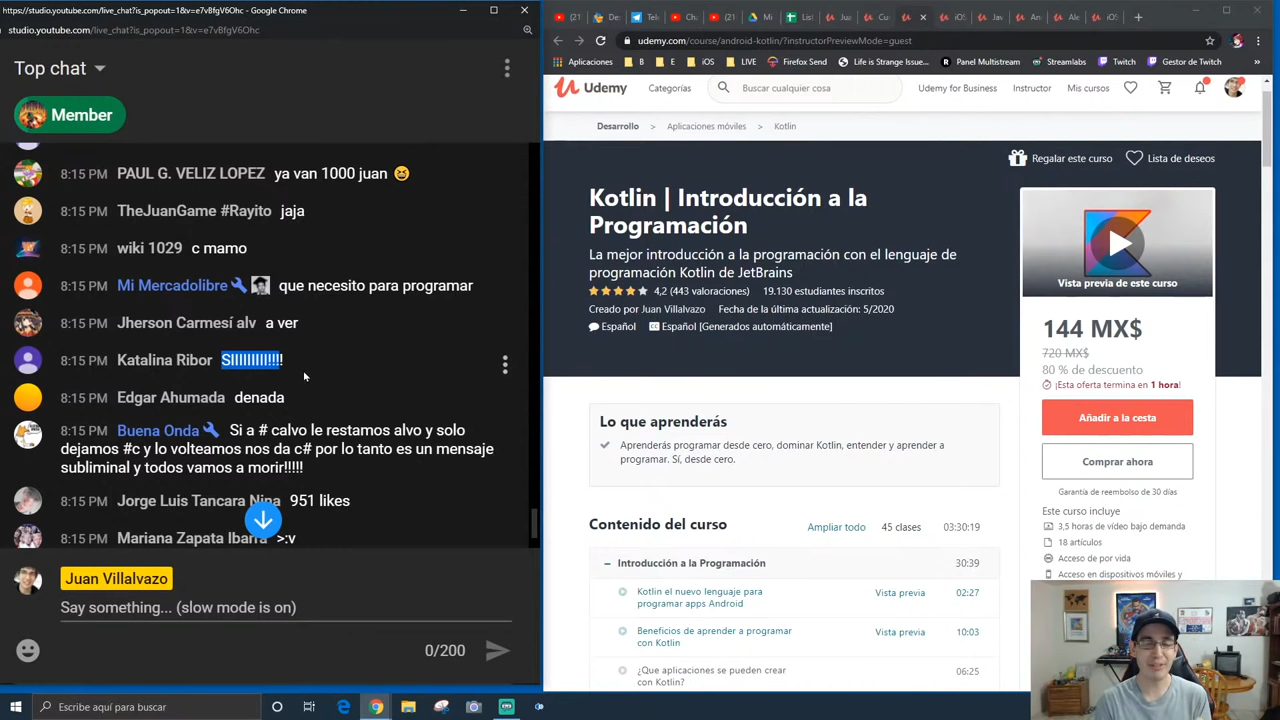 https://studio.youtube.com/live_chat?is_popout=1&v=e7vBfgV6Ohc - Google Chrome
studio.youtube.com/live_chat?is_popout=1&v=e7vBfgV6Ohc
Top chat
Member
8:15 PM PAUL G. VELIZ LOPEZ ya van 1000 juan 😆
8:15 PM TheJuanGame #Rayito jaja
8:15 PM wiki 1029 c mamo
8:15 PM Mi Mercadolibre que necesito para programar
8:15 PM Jherson Carmesí alv a ver
8:15 PM Katalina Ribor SIIIIIIIIII!!!!
8:15 PM Edgar Ahumada denada
8:15 PM Buena Onda Si a # calvo le restamos alvo y solo
dejamos #c y lo volteamos nos da c# por lo tanto es un mensaje
subliminal y todos vamos a morir!!!!!
8:15 PM Jorge Luis Tancara Nina 951 likes
8:15 PM Mariana Zapata Ibarra >:v
Juan Villalvazo
Say something... (slow mode is on)
0/200
(21 De Tele Ch (21 Mi List Jua Cu iOS Jav An Ale iOS
udemy.com/course/android-kotlin/?instructorPreviewMode=guest
Aplicaciones B E iOS LIVE Firefox Send Life is Strange Issue... Panel Multistream Streamlabs Twitch Gestor de Twitch »
Udemy Categorías Buscar cualquier cosa Udemy for Business Instructor Mis cursos
Desarrollo > Aplicaciones móviles > Kotlin
Regalar este curso Lista de deseos
Kotlin | Introducción a la
Programación
La mejor introducción a la programación con el lenguaje de
programación Kotlin de JetBrains
4,2 (443 valoraciones) 19.130 estudiantes inscritos
Creado por Juan Villalvazo Fecha de la última actualización: 5/2020
Español Español [Generados automáticamente]
Vista previa de este curso
144 MX$
720 MX$
80 % de descuento
¡Esta oferta termina en 1 hora!
Añadir a la cesta
Comprar ahora
Garantía de reembolso de 30 días
Este curso incluye
3,5 horas de vídeo bajo demanda
18 artículos
Acceso de por vida
Acceso en dispositivos móviles y
Lo que aprenderás
Aprenderás programar desde cero, dominar Kotlin, entender y aprender a
programar. Sí, desde cero.
Contenido del curso Ampliar todo 45 clases 03:30:19
– Introducción a la Programación 30:39
Kotlin el nuevo lenguaje para
programar apps Android
Vista previa 02:27
Beneficios de aprender a programar
con Kotlin
Vista previa 10:03
¿Que aplicaciones se pueden crear
con Kotlin?
06:25
Escribe aquí para buscar